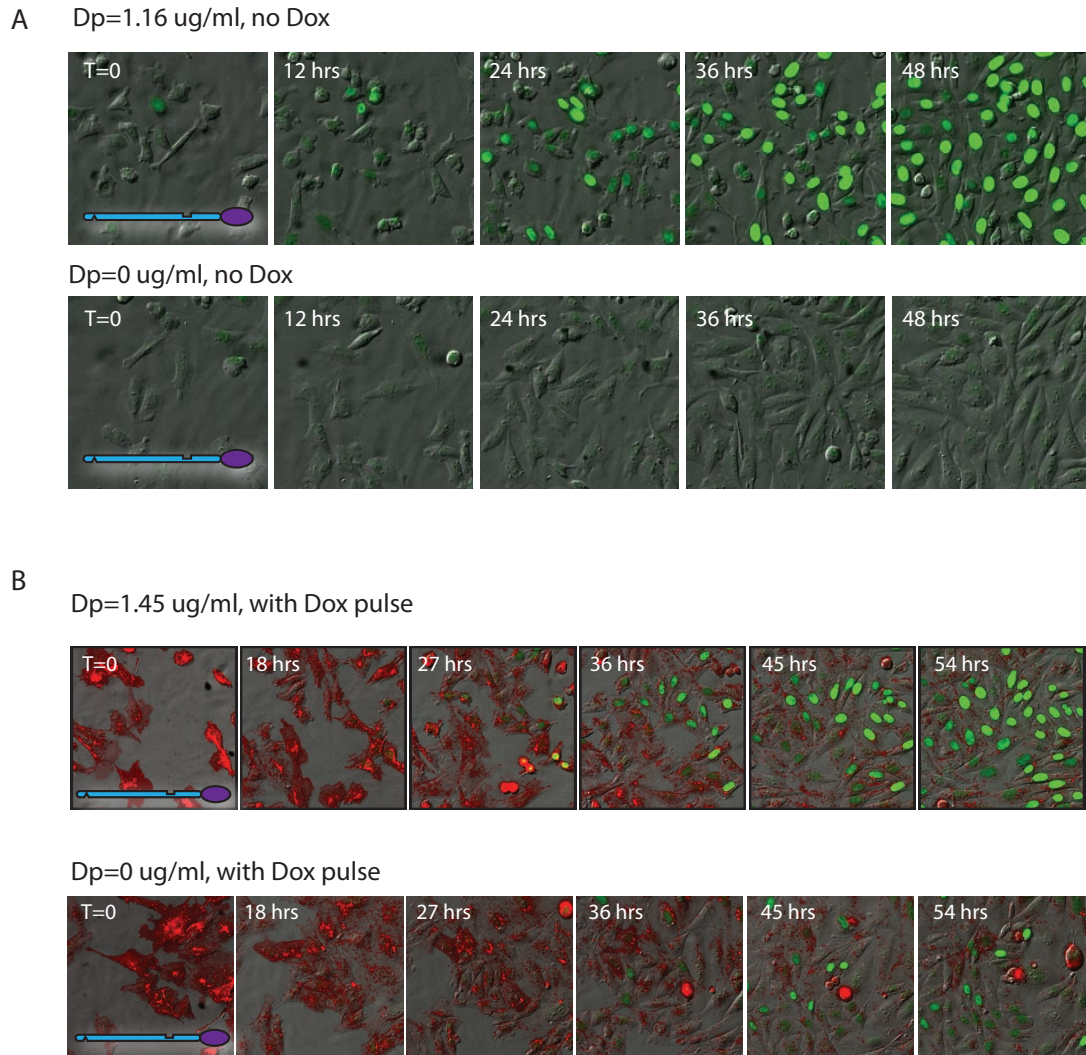 A
Dp=1.16 ug/ml, no Dox
T=0 12 hrs 24 hrs 36 hrs 48 hrs
Dp=0 ug/ml, no Dox
T=0 12 hrs 24 hrs 36 hrs 48 hrs
B
Dp=1.45 ug/ml, with Dox pulse
T=0 18 hrs 27 hrs 36 hrs 45 hrs 54 hrs
Dp=0 ug/ml, with Dox pulse
T=0 18 hrs 27 hrs 36 hrs 45 hrs 54 hrs